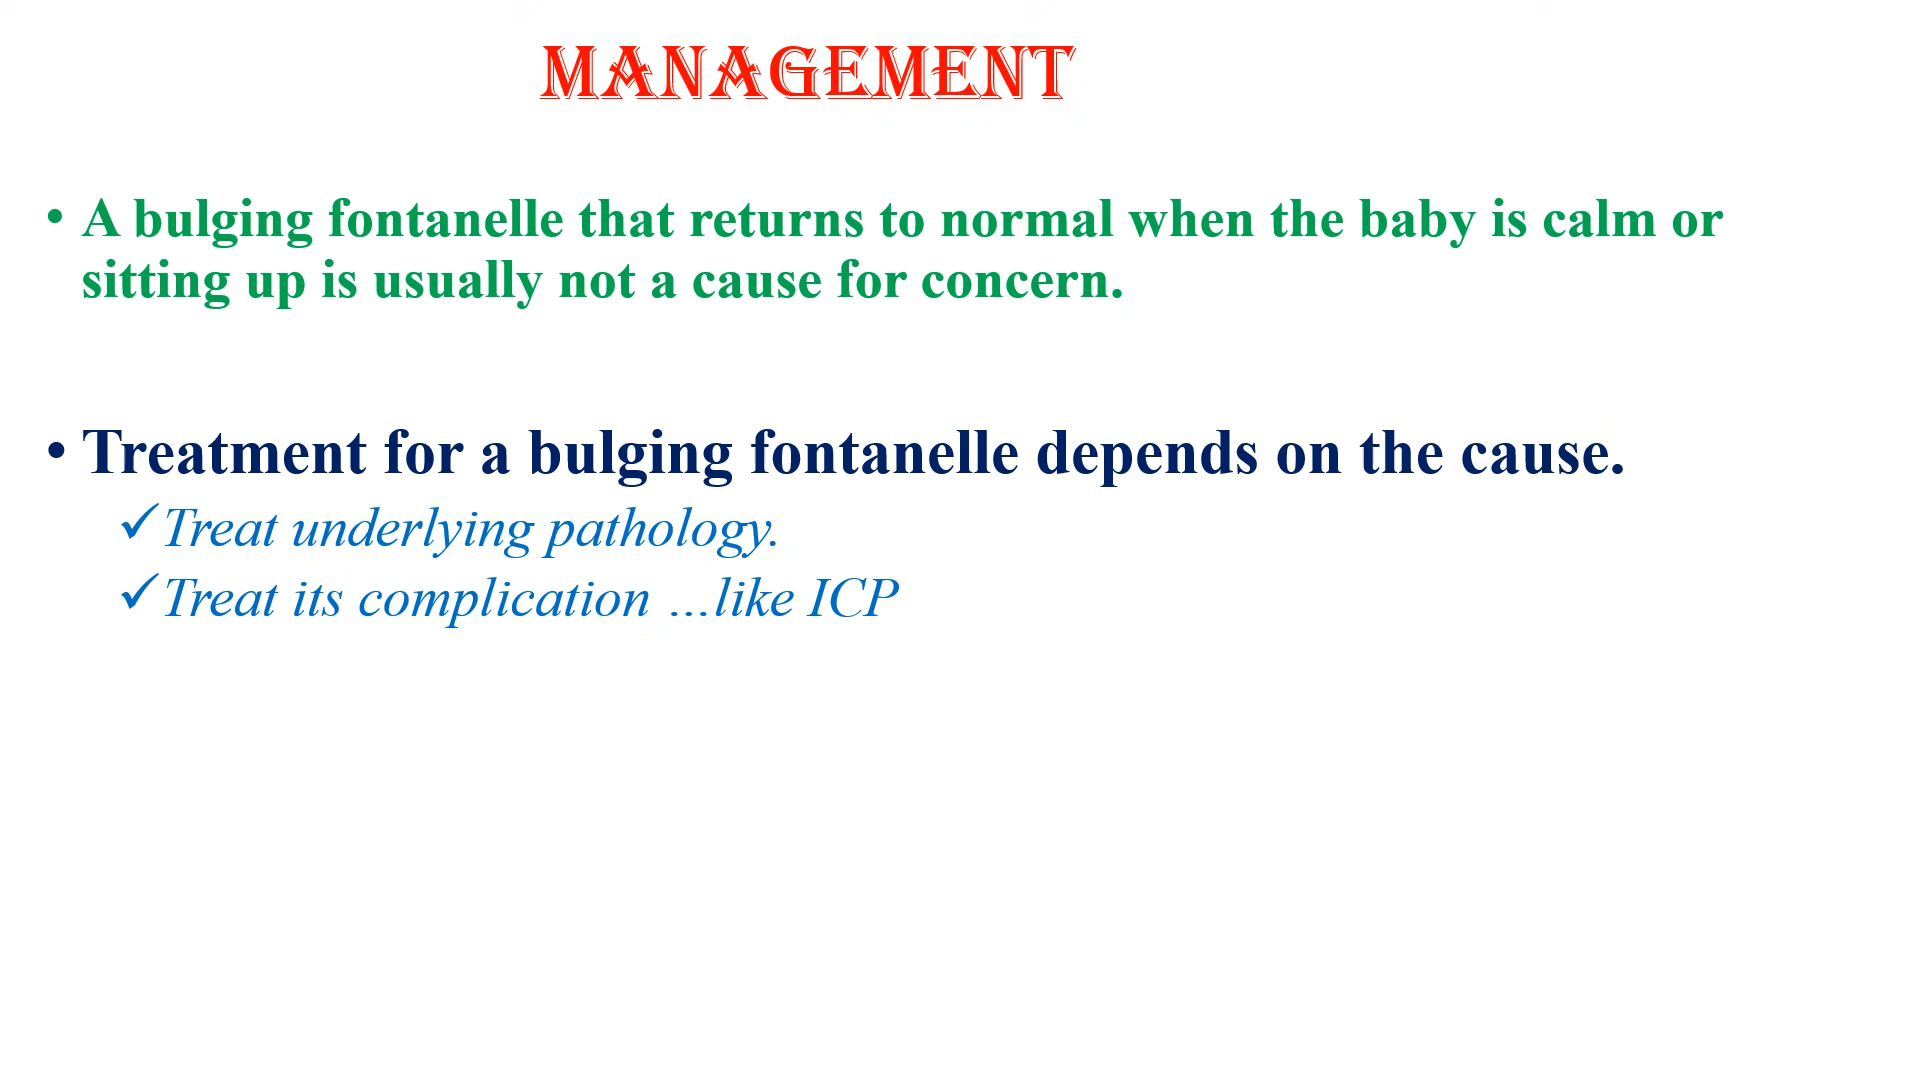 MANAGEMENT
• A bulging fontanelle that returns to normal when the baby is calm or
sitting up is usually not a cause for concern.
• Treatment for a bulging fontanelle depends on the cause.
✓Treat underlying pathology.
✓Treat its complication …like ICP